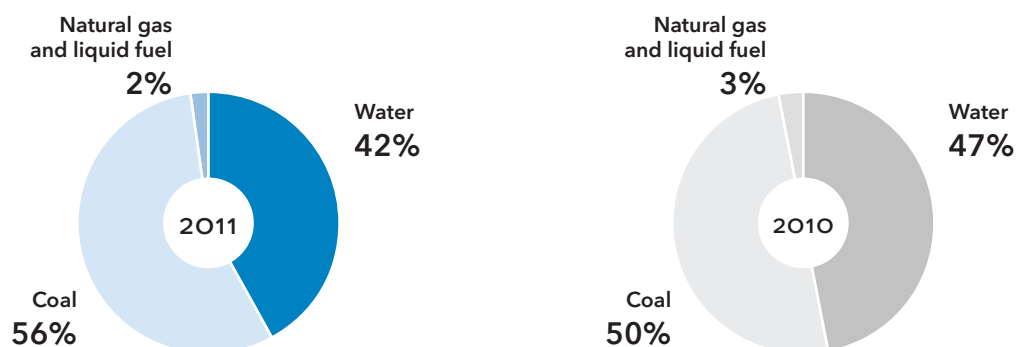 Natural gas
and liquid fuel
2%
Water
42%
2011
Coal
56%
Natural gas
and liquid fuel
3%
Water
47%
2010
Coal
50%